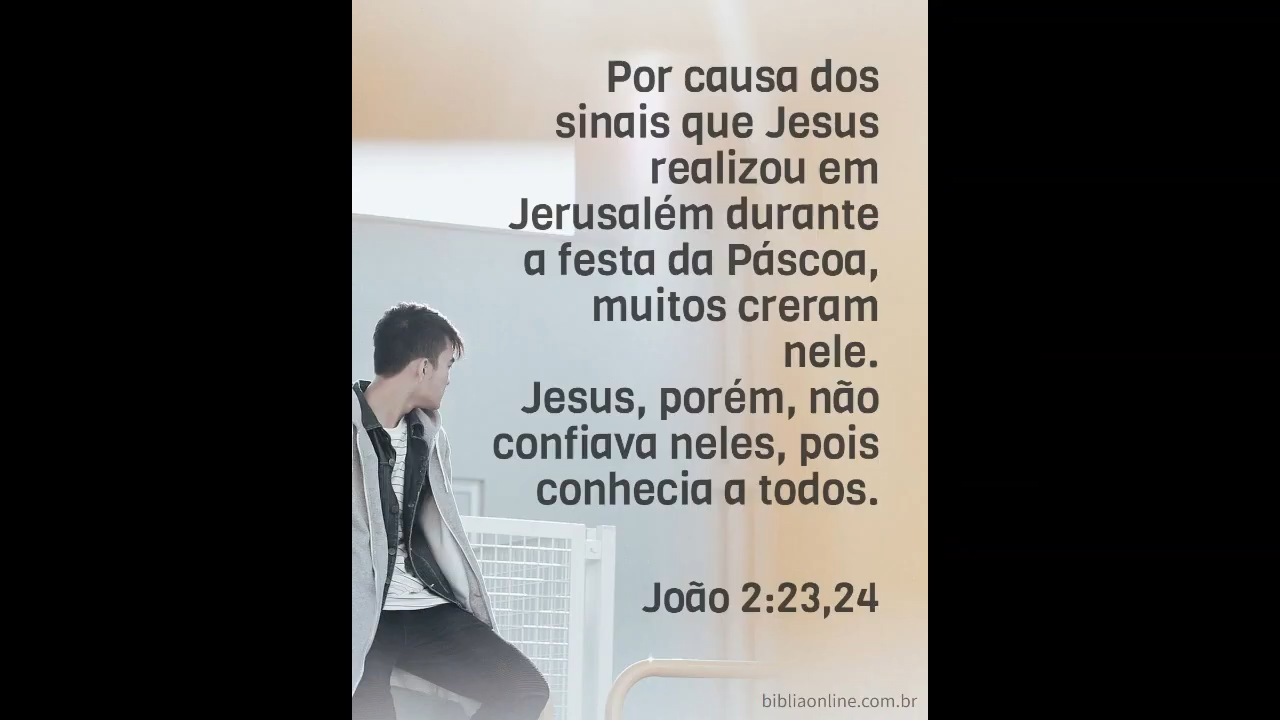 Por causa dos
sinais que Jesus
realizou em
Jerusalém durante
a festa da Páscoa,
muitos creram
nele.
Jesus, porém, não
confiava neles, pois
conhecia a todos.
João 2:23,24
bibliaonline.com.br